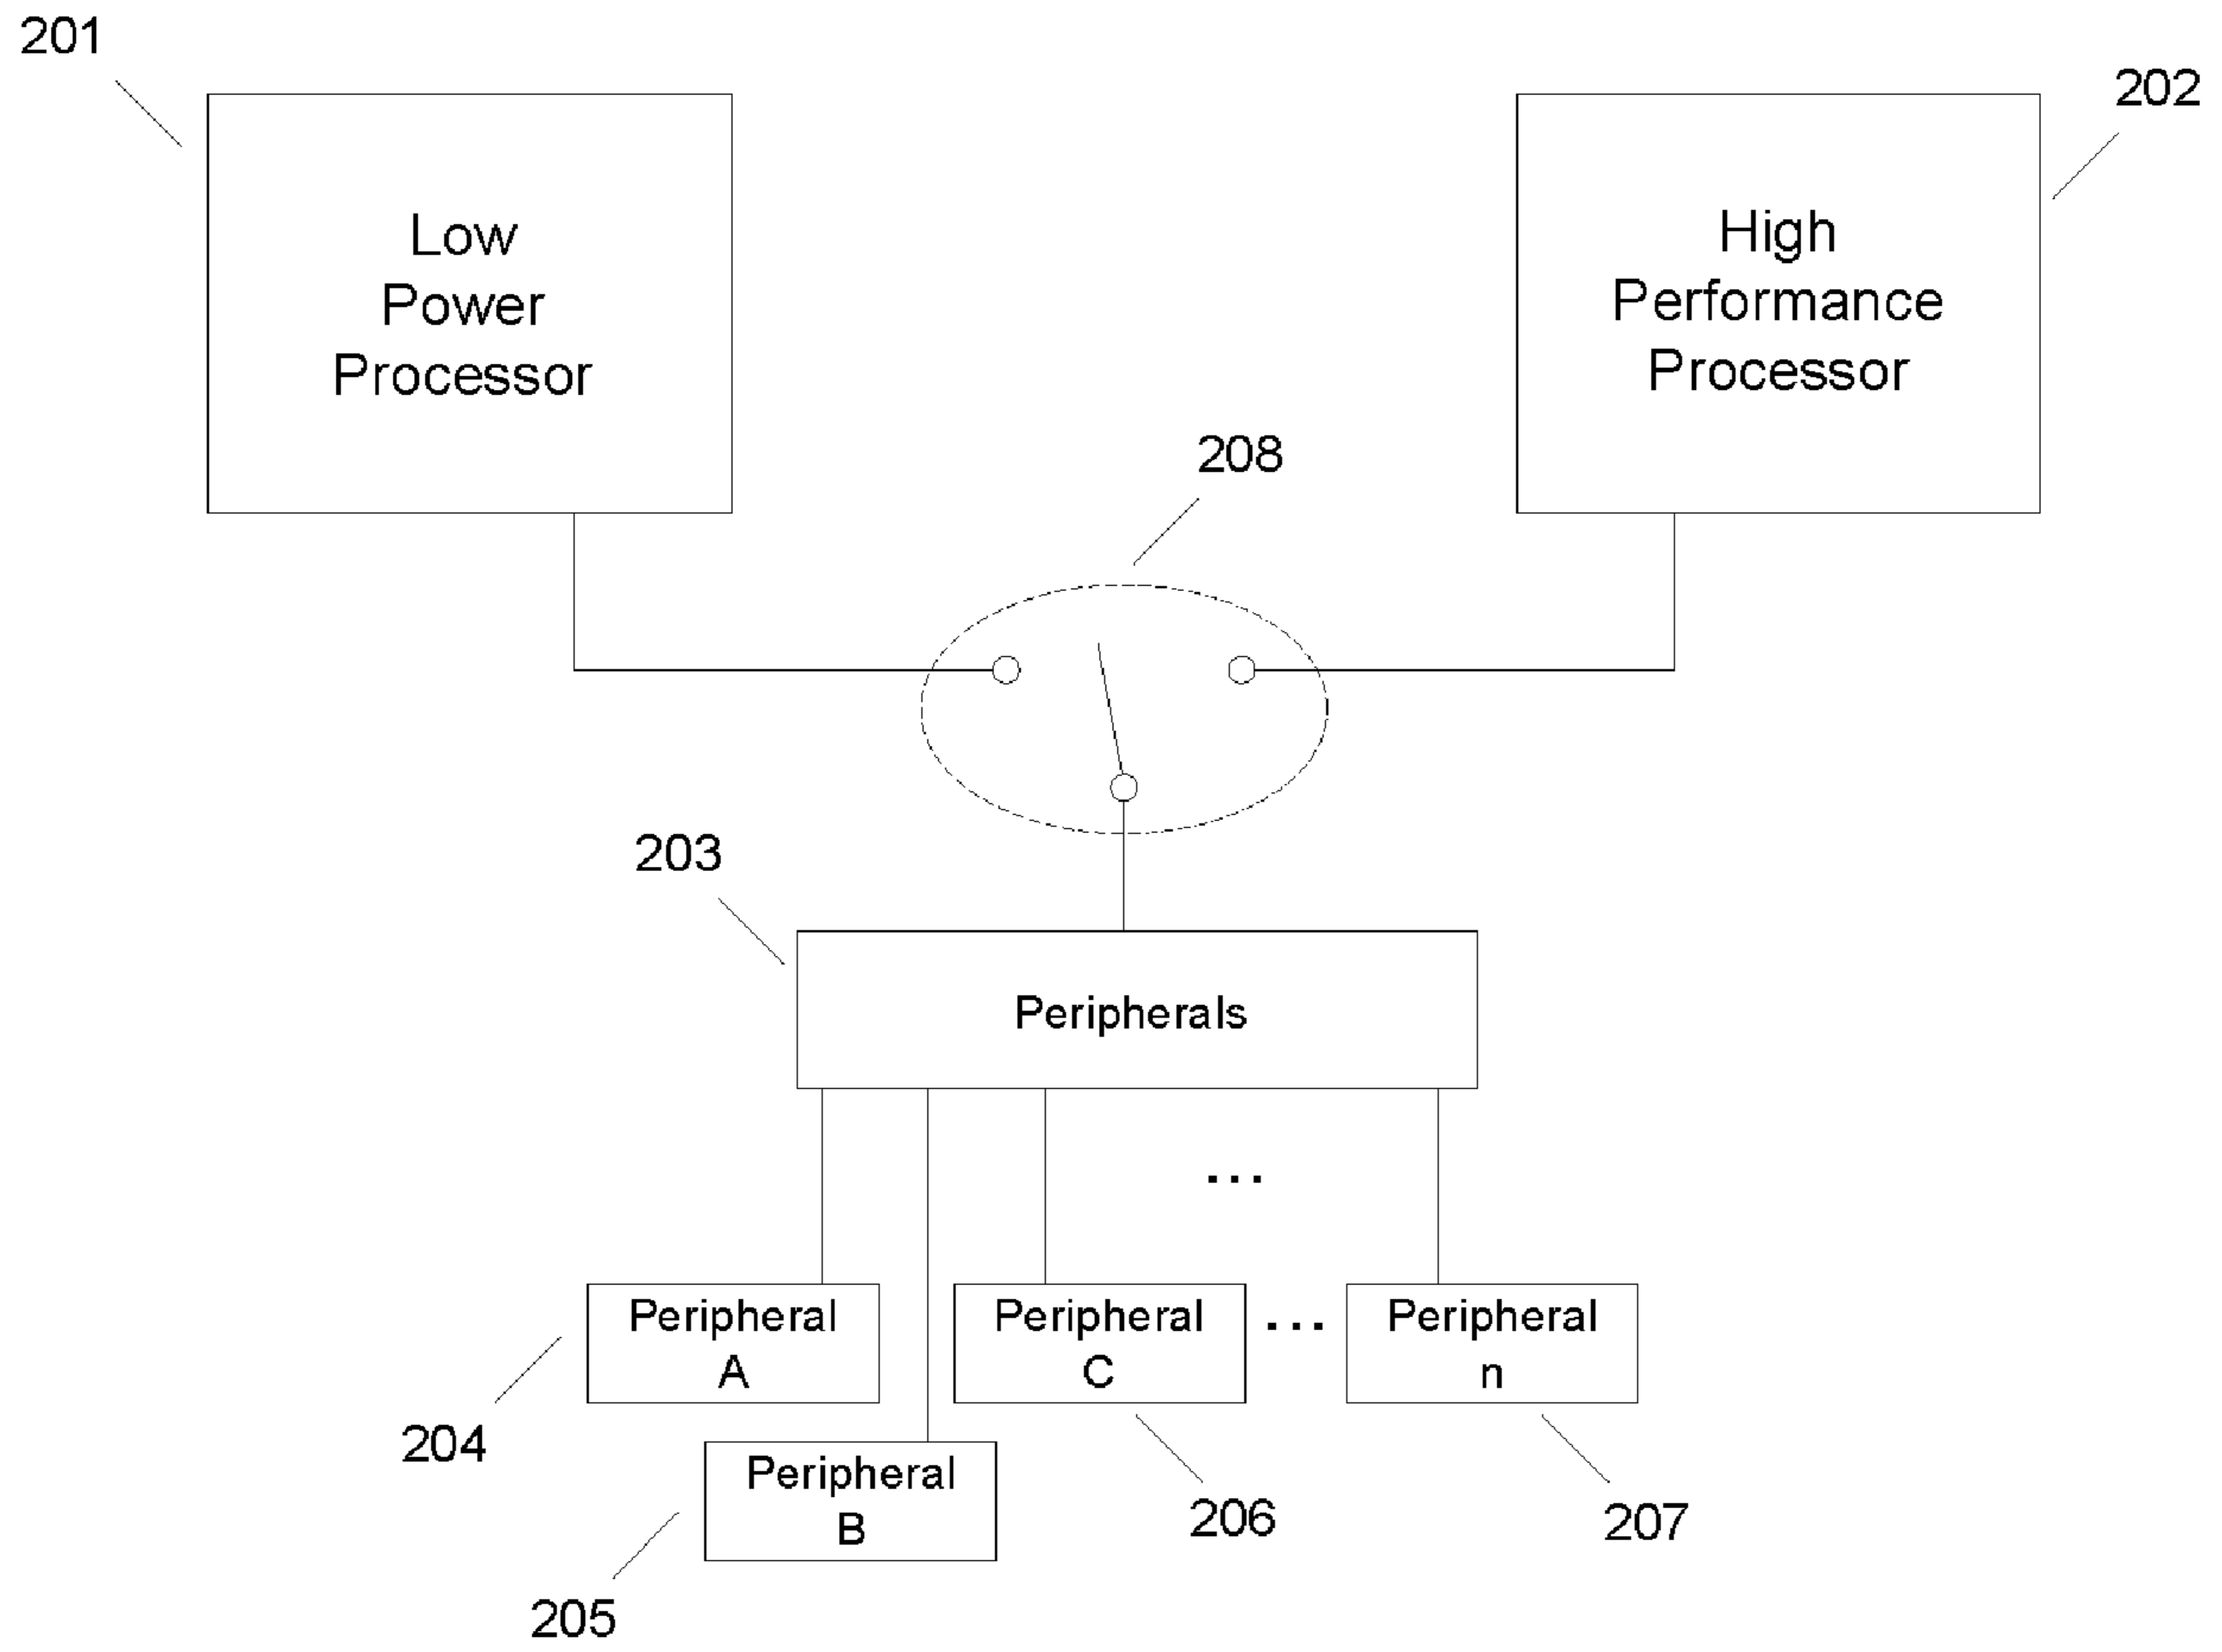 201
202
Low
Power
Processor
High
Performance
Processor
208
203
Peripherals
...
Peripheral
A
Peripheral
C
...
Peripheral
n
204
Peripheral
B
206
207
205